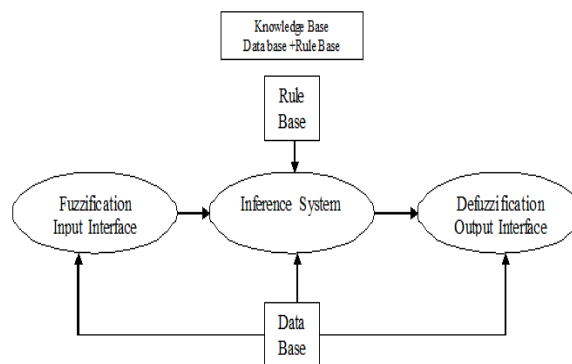 Knowledge Base
Data base +Rule Base
Rule
Base
Fuzzification
Input Interface
Inference System
Defuzzification
Output Interface
Data
Base